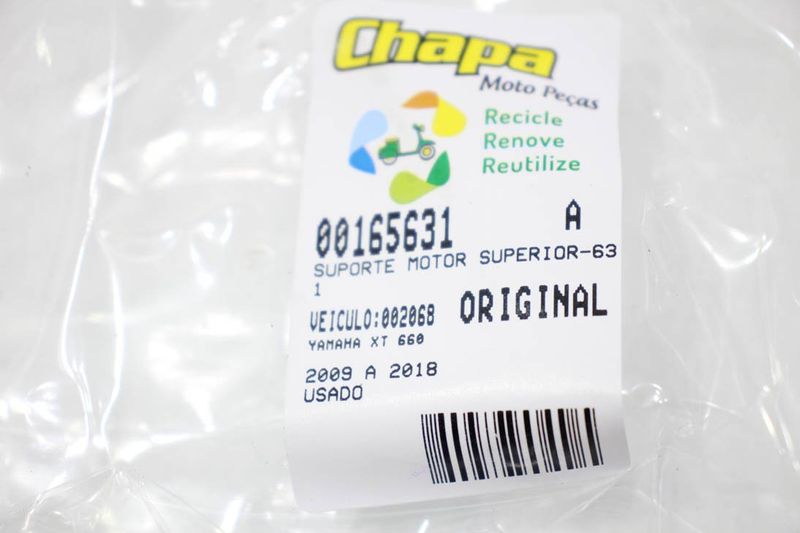 Chapa
Moto Peças
Recicle
Renove
Reutilize
00165631 A
SUPORTE MOTOR SUPERIOR-63
1
VEICULO:002068 ORIGINAL
YAMAHA XT 660
2009 A 2018
USADO